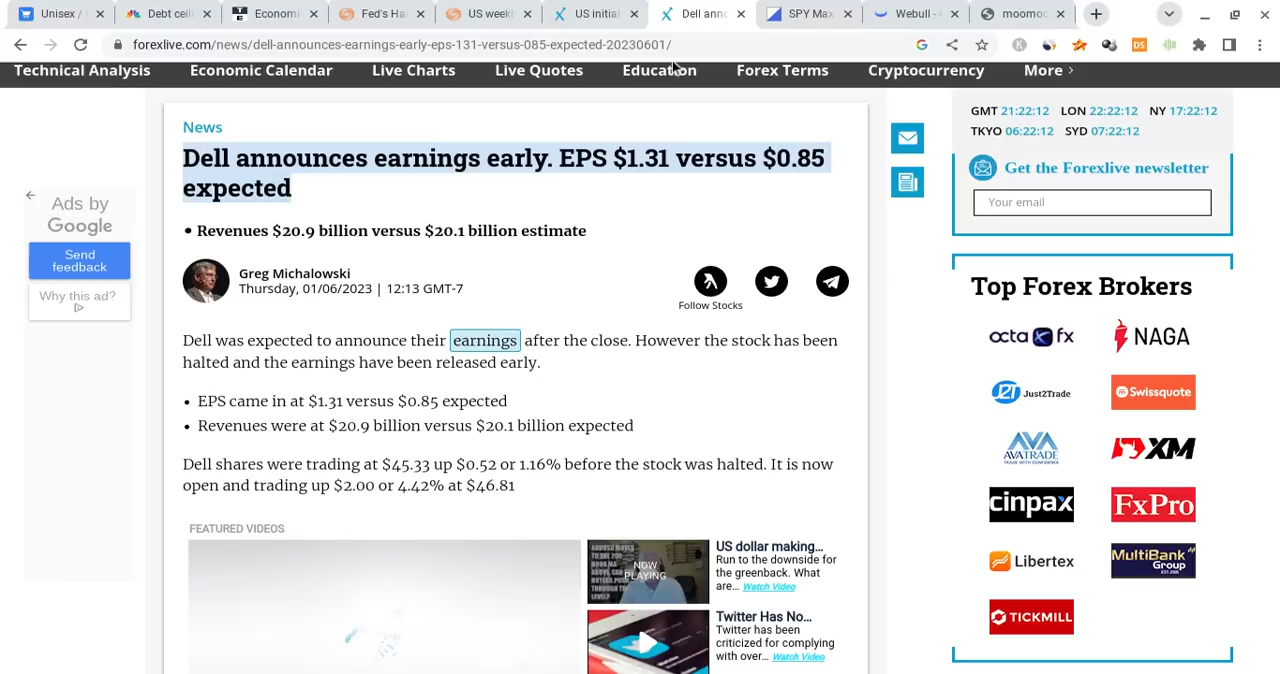 Unisex / 
Debt ceil
Economi
Fed's Ha
US week
US initia
Dell ann
SPY Max
Webull -
moomoo
forexlive.com/news/dell-announces-earnings-early-eps-131-versus-085-expected-20230601/
Technical Analysis
Economic Calendar
Live Charts
Live Quotes
Education
Forex Terms
Cryptocurrency
More
Ads by
Google
Send
feedback
Why this ad?
News
Dell announces earnings early. EPS $1.31 versus $0.85
expected
• Revenues $20.9 billion versus $20.1 billion estimate
Greg Michalowski
Thursday, 01/06/2023 | 12:13 GMT-7
Follow Stocks
Dell was expected to announce their earnings after the close. However the stock has been
halted and the earnings have been released early.
• EPS came in at $1.31 versus $0.85 expected
• Revenues were at $20.9 billion versus $20.1 billion expected
Dell shares were trading at $45.33 up $0.52 or 1.16% before the stock was halted. It is now
open and trading up $2.00 or 4.42% at $46.81
FEATURED VIDEOS
NOW
PLAYING
US dollar making...
Run to the downside for
the greenback. What
are... Watch Video
Twitter Has No...
Twitter has been
criticized for complying
with over... Watch Video
GMT 21:22:12 LON 22:22:12 NY 17:22:12
TKYO 06:22:12 SYD 07:22:12
Get the Forexlive newsletter
Your email
Top Forex Brokers
octa fx
NAGA
J2T Just2Trade
Swissquote
AVA
AVATRADE
TRADE WITH CONFIDENCE
XM
cinpax
FxPro
Libertex
MultiBank
Group
TICKMILL